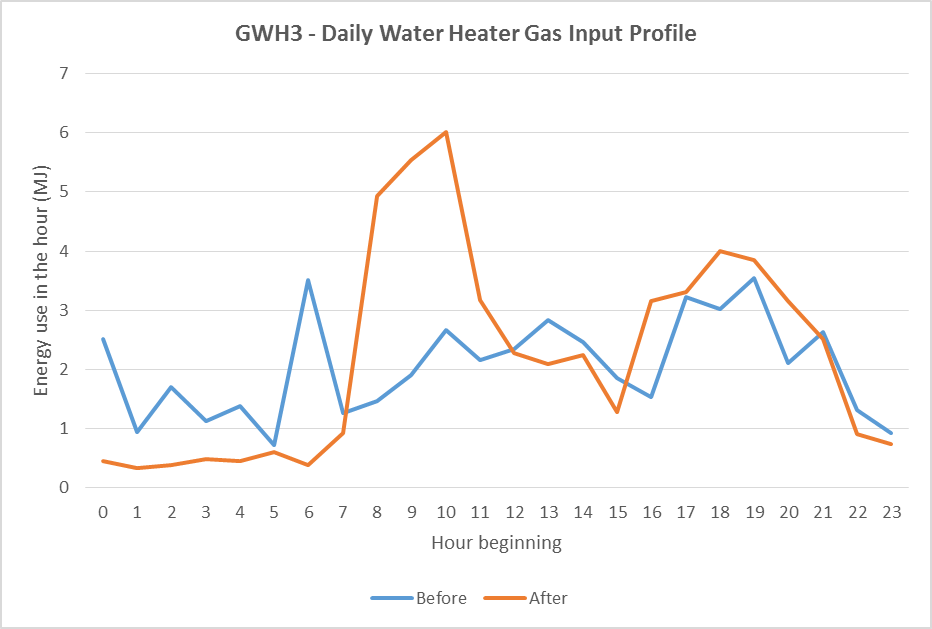 GWH3 - Daily Water Heater Gas Input Profile
7
6
5
4
3
2
1
0
Energy use in the hour (MJ)
0 1 2 3 4 5 6 7 8 9 10 11 12 13 14 15 16 17 18 19 20 21 22 23
Hour beginning
Before After